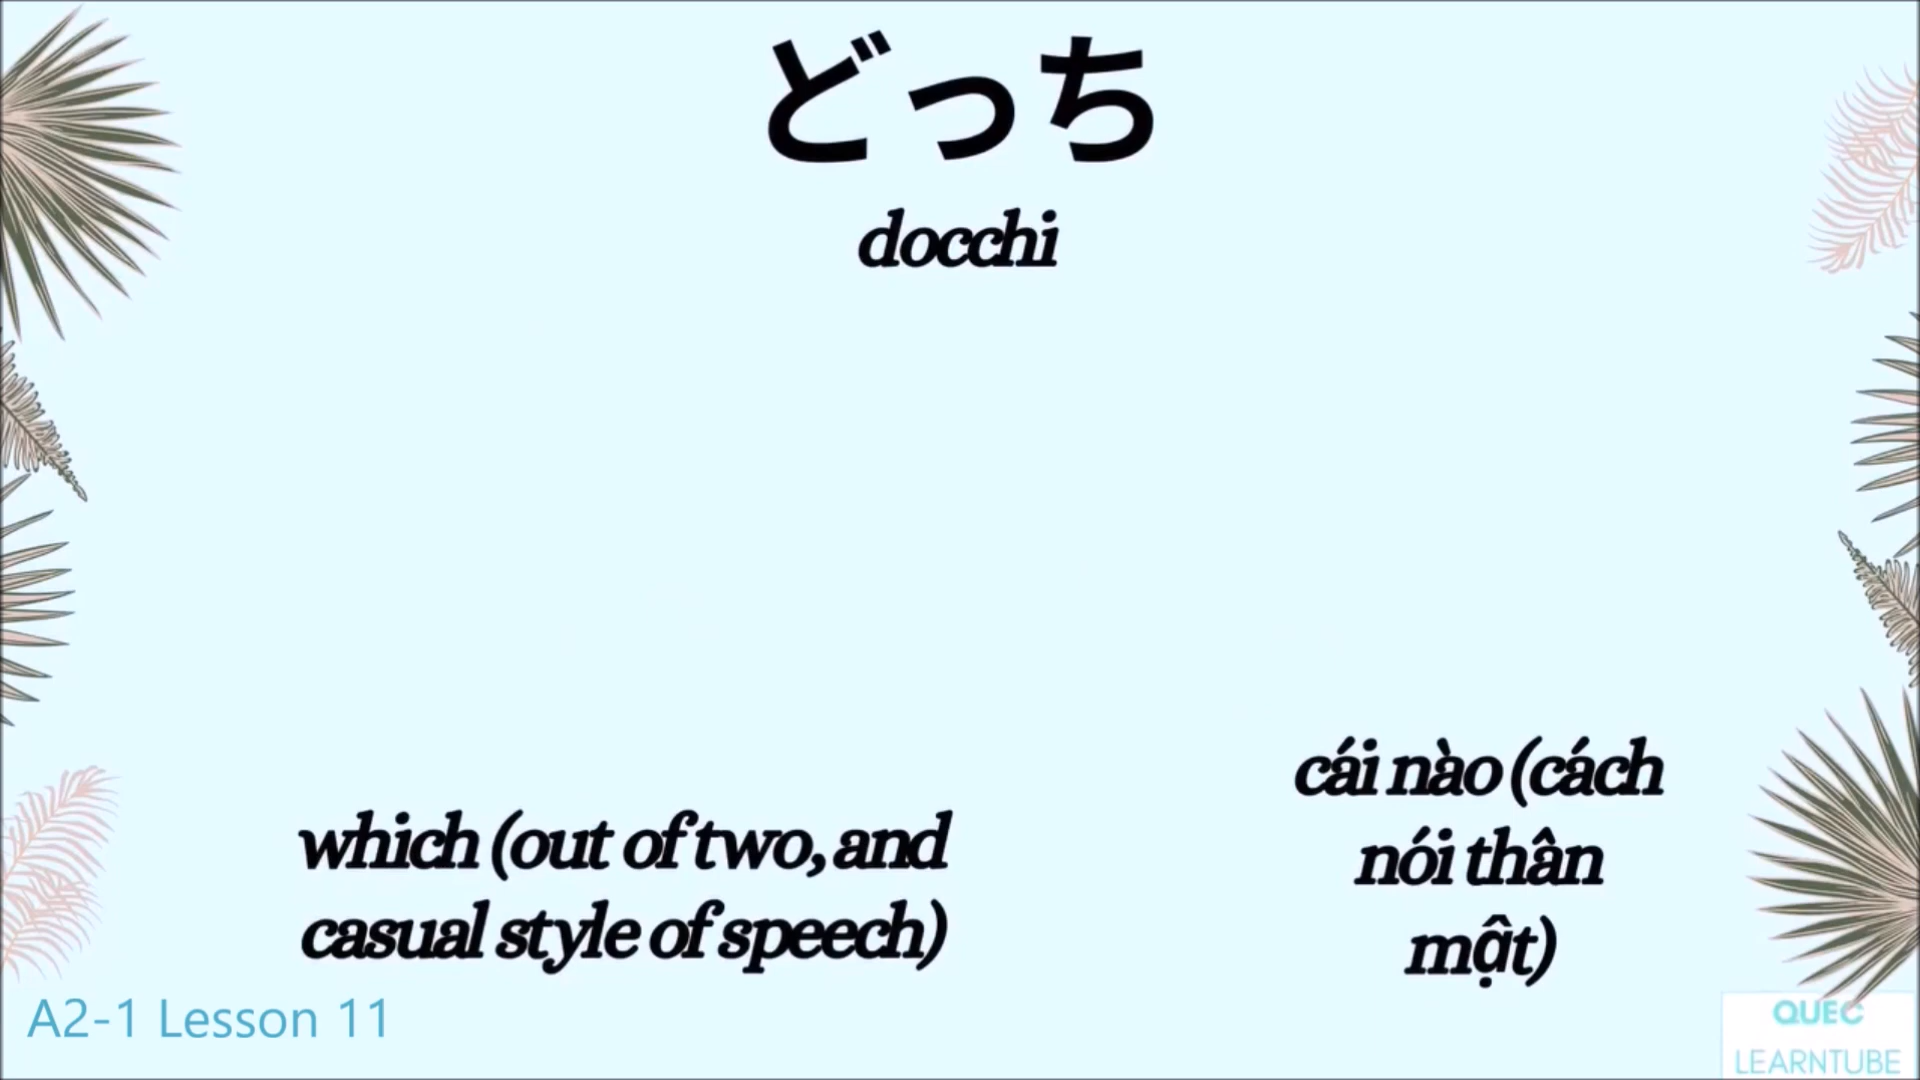 どっち
docchi
which (out of two, and
casual style of speech)
cái nào (cách
nói thân
mật)
A2-1 Lesson 11
QUEC
LEARNTUBE